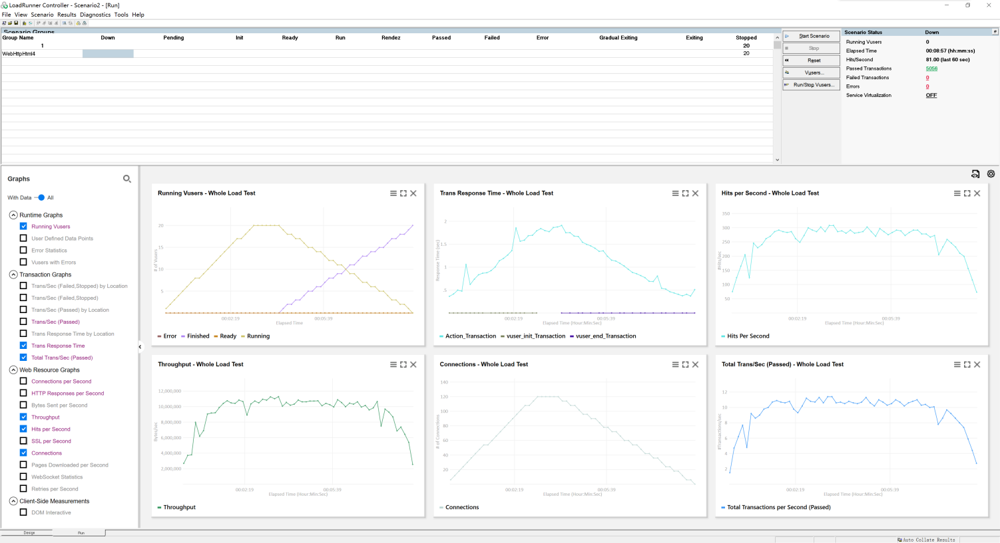 LoadRunner Controller - Scenario2 - [Run]
File View Scenario Results Diagnostics Tools Help
Scenario Groups
Group Name Down Pending Init Ready Run Rendez Passed Failed Error Gradual Exiting Exiting Stopped
1 20
WebHttpHtml4 20
Start Scenario
Stop
Reset
Vusers...
Run/Stop Vusers...
Scenario Status Down
Running Vusers 0
Elapsed Time 00:08:57 (hh:mm:ss)
Hits/Second 81.00 (last 60 sec)
Passed Transactions 5056
Failed Transactions 0
Errors 0
Service Virtualization OFF
Graphs
With Data All
Runtime Graphs
Running Vusers
User Defined Data Points
Error Statistics
Vusers with Errors
Transaction Graphs
Trans/Sec (Failed,Stopped) by Location
Trans/Sec (Failed,Stopped)
Trans/Sec (Passed) by Location
Trans/Sec (Passed)
Trans Response Time by Location
Trans Response Time
Total Trans/Sec (Passed)
Web Resource Graphs
Connections per Second
HTTP Responses per Second
Bytes Sent per Second
Throughput
Hits per Second
SSL per Second
Connections
Pages Downloaded per Second
WebSocket Statistics
Retries per Second
Client-Side Measurements
DOM Interactive
Running Vusers - Whole Load Test
# of Vusers
20
15
10
5
00:02:19 00:05:39
Elapsed Time
Error Finished Ready Running
Trans Response Time - Whole Load Test
Response Time (sec)
2
1.5
1
.5
00:02:19 00:05:39
Elapsed Time (Hour:Min:Sec)
Action_Transaction vuser_init_Transaction vuser_end_Transaction
Hits per Second - Whole Load Test
#Hits/sec
350
300
250
200
150
100
50
00:02:19 00:05:39
Elapsed Time (Hour:Min:Sec)
Hits Per Second
Throughput - Whole Load Test
Bytes/sec
12,000,000
10,000,000
8,000,000
6,000,000
4,000,000
2,000,000
00:02:19 00:05:39
Elapsed Time (Hour:Min:Sec)
Throughput
Connections - Whole Load Test
# of Connections
140
120
100
80
60
40
20
00:02:19 00:05:39
Elapsed Time (Hour:Min:Sec)
Connections
Total Trans/Sec (Passed) - Whole Load Test
#Transactions/sec
12
10
8
6
4
2
00:02:19 00:05:39
Elapsed Time (Hour:Min:Sec)
Total Transactions per Second (Passed)
Design Run
Auto Collate Results